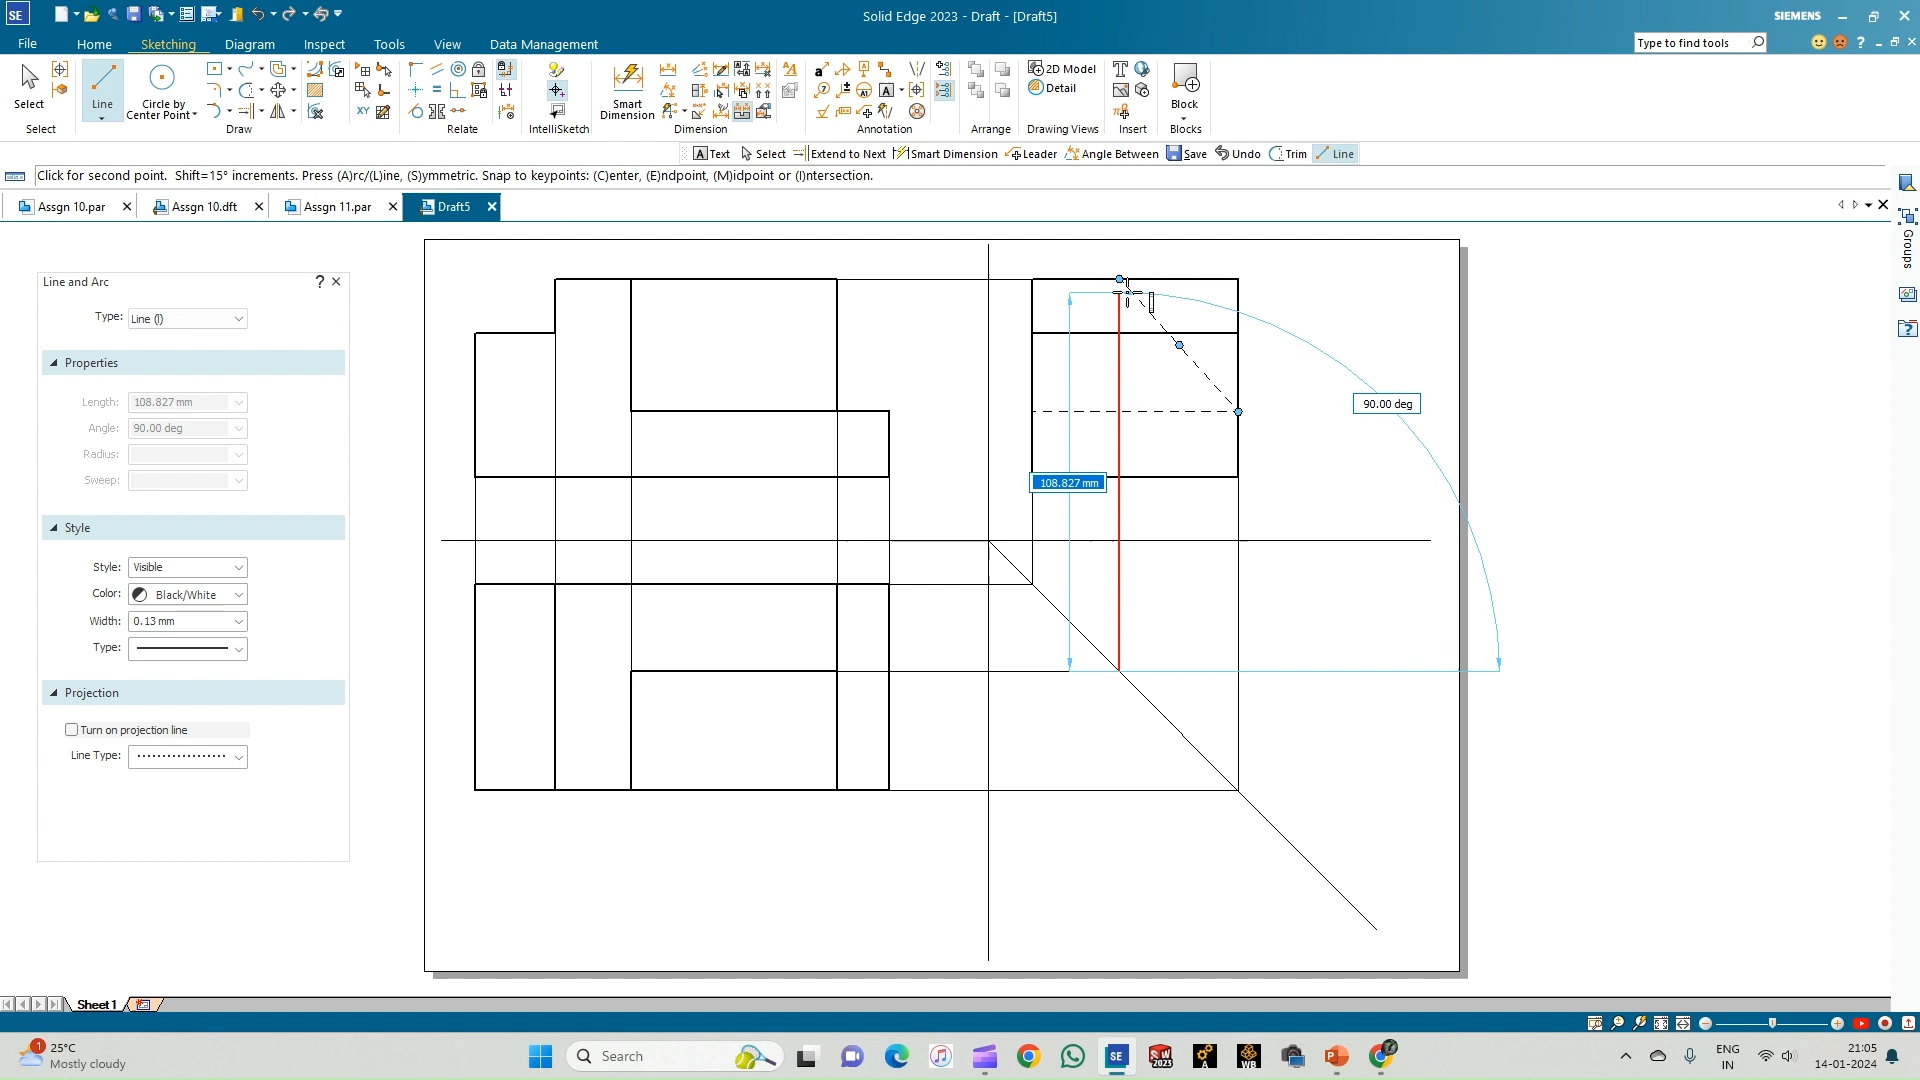 SE
Solid Edge 2023 - Draft - [Draft5]
SIEMENS
File
Home
Sketching
Diagram
Inspect
Tools
View
Data Management
Type to find tools
Select
Line
Circle by Center Point
XY
Smart Dimension
2D Model
Detail
Block
Select
Draw
Relate
IntelliSketch
Dimension
Annotation
Arrange
Drawing Views
Insert
Blocks
Text
Select
Extend to Next
Smart Dimension
Leader
Angle Between
Save
Undo
Trim
Line
Click for second point. Shift=15° increments. Press (A)rc/(L)ine, (S)ymmetric. Snap to keypoints: (C)enter, (E)ndpoint, (M)idpoint or (I)ntersection.
Assgn 10.par
Assgn 10.dft
Assgn 11.par
Draft5
Groups
Line and Arc
Type: Line (l)
Properties
Length: 108.827 mm
Angle: 90.00 deg
Radius:
Sweep:
Style
Style: Visible
Color: Black/White
Width: 0.13 mm
Type:
Projection
Turn on projection line
Line Type:
90.00 deg
108.827 mm
Sheet1
1
25°C
Mostly cloudy
Search
SE
ENG
IN
21:05
14-01-2024